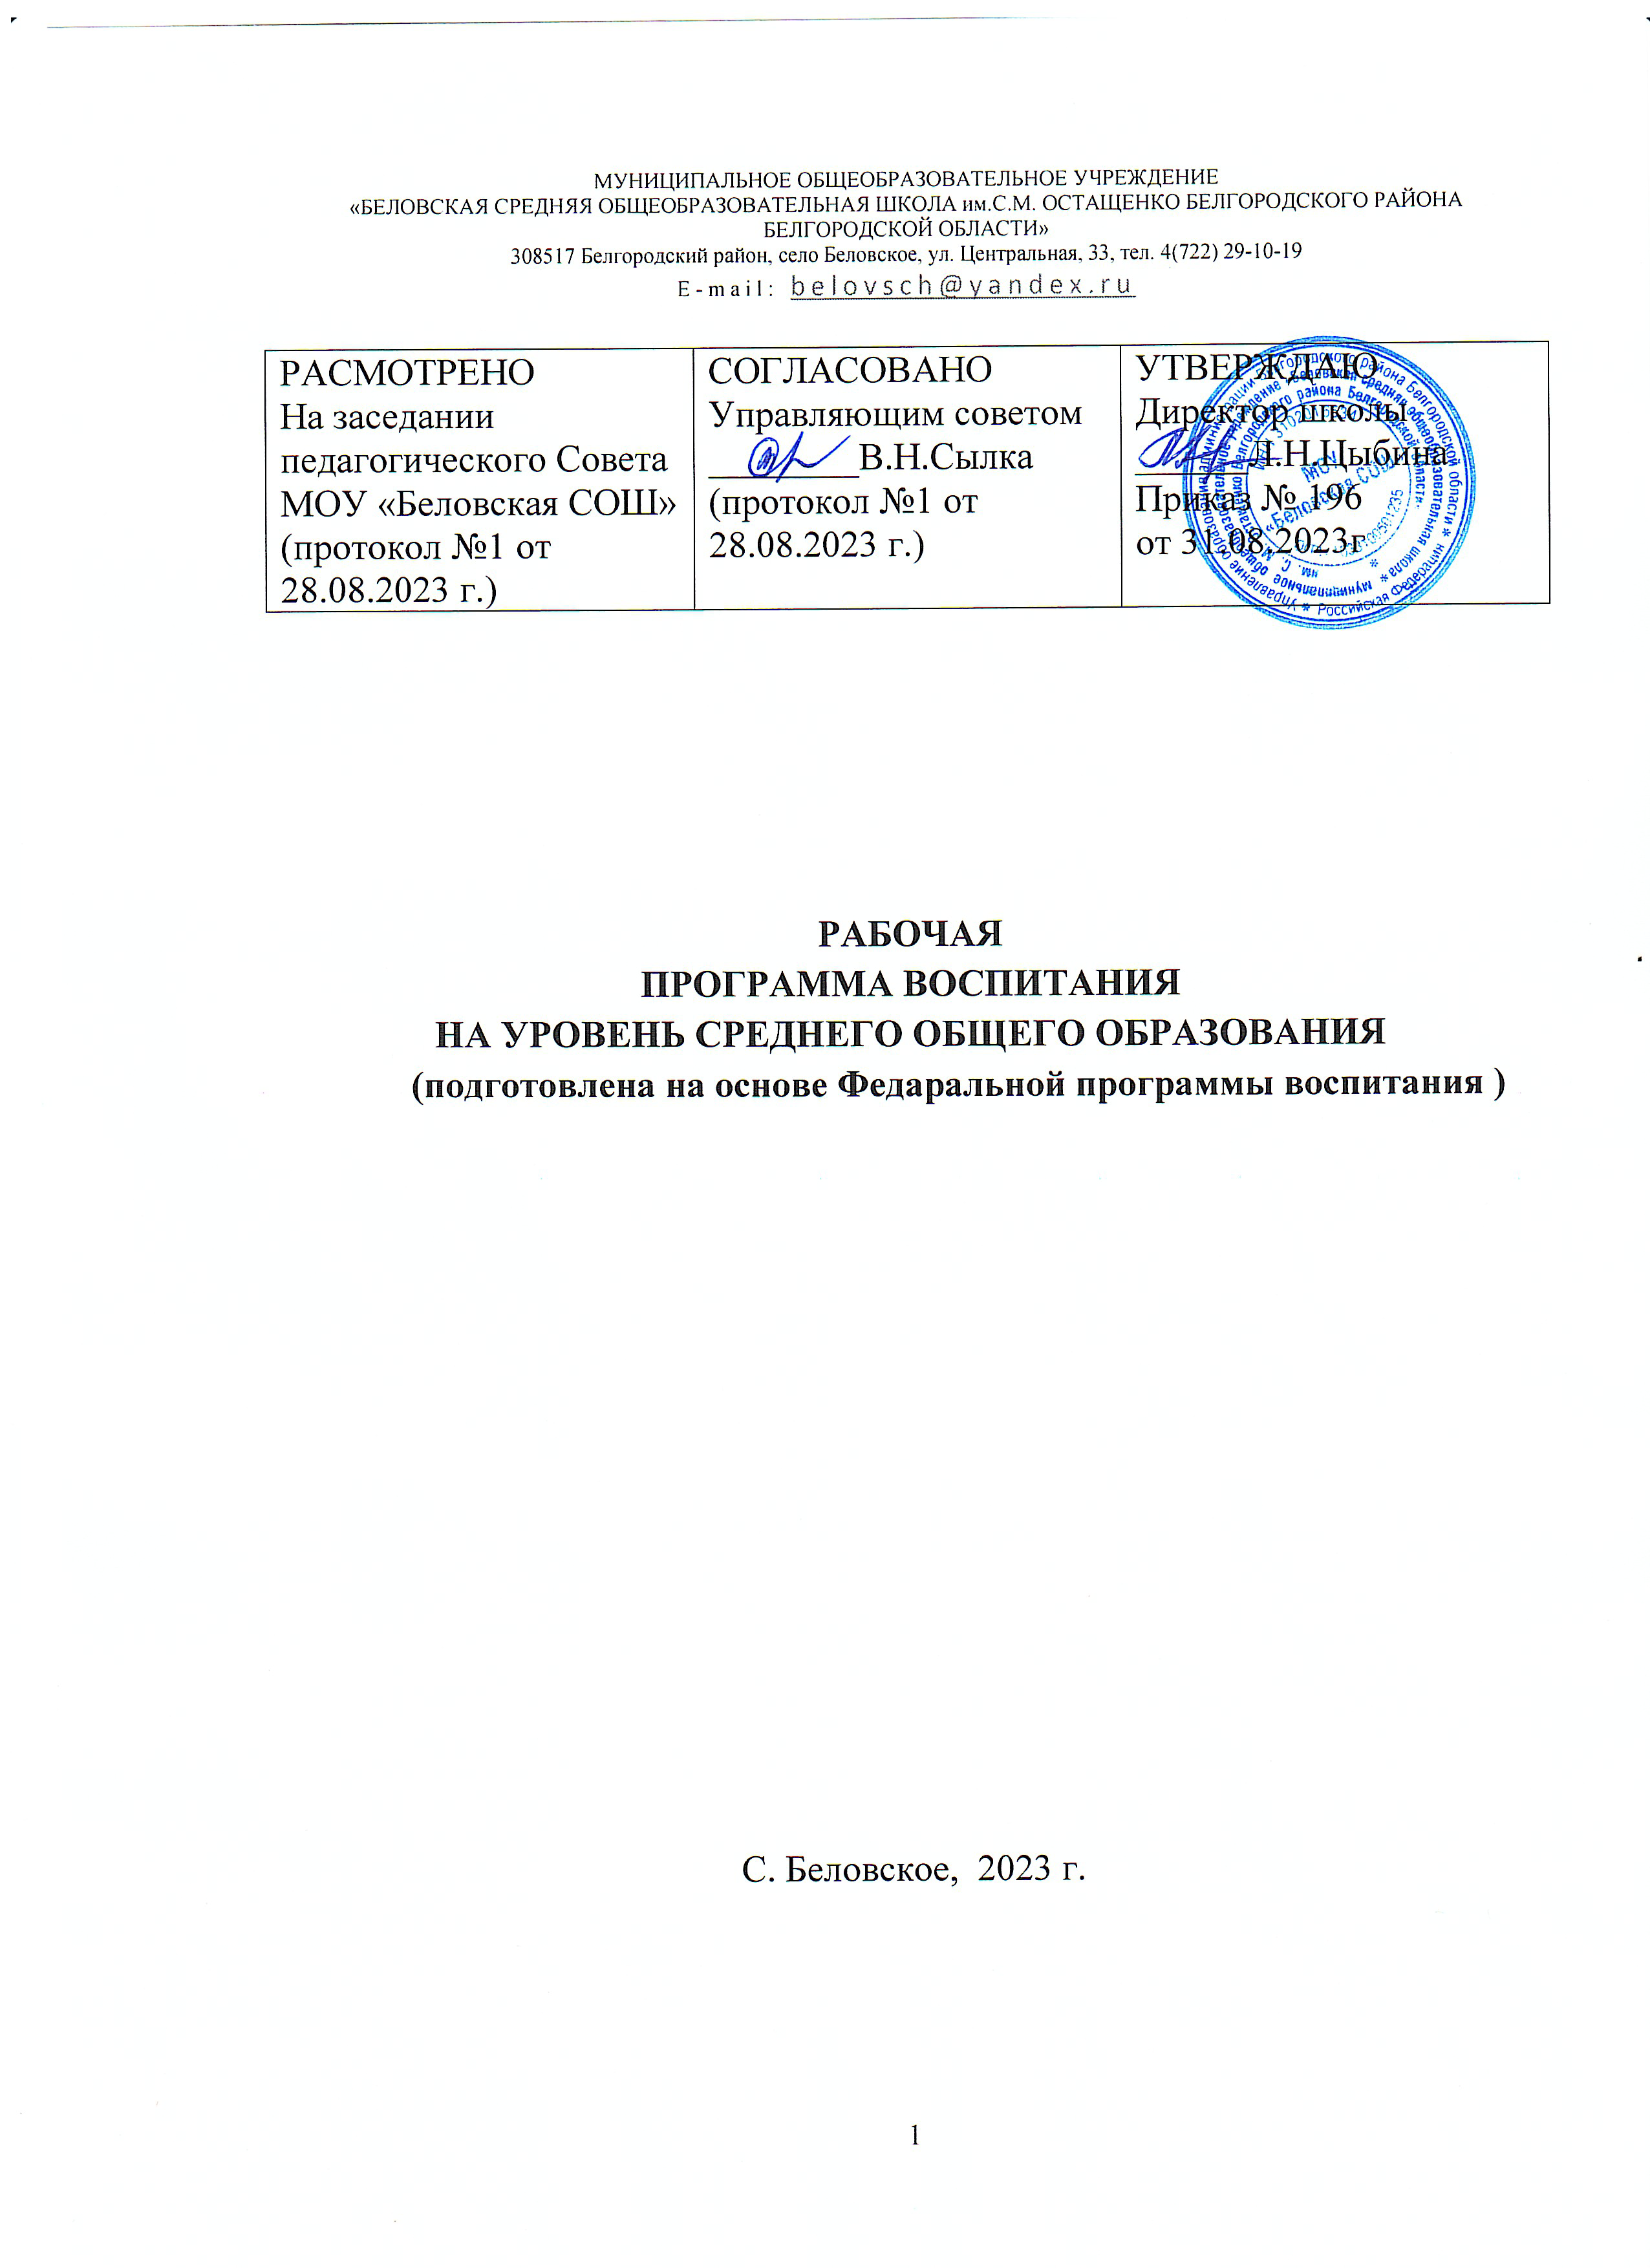 МУНИЦИПАЛЬНОЕ ОБЩЕОБРАЗОВАТЕЛЬНОЕ УЧРЕЖДЕНИЕ
«БЕЛОВСКАЯ СРЕДНЯЯ ОБЩЕОБРАЗОВАТЕЛЬНАЯ ШКОЛА им.С.М. ОСТАЩЕНКО БЕЛГОРОДСКОГО РАЙОНА
БЕЛГОРОДСКОЙ ОБЛАСТИ»
308517 Белгородский район, село Беловское, ул. Центральная, 33, тел. 4(722) 29-10-19
E-mail: belovsch@yandex.ru
РАСМОТРЕНО
На заседании
педагогического Совета
МОУ «Беловская СОШ»
(протокол №1 от
28.08.2023 г.)
СОГЛАСОВАНО
Управляющим советом
В.Н.Сылка
(протокол №1 от
28.08.2023 г.)
УТВЕРЖДАЮ
Директор школы
Л.Н.Цыбина
Приказ № 196
от 31.08.2023г
МОУ
«Беловская СОШ»
РАБОЧАЯ
ПРОГРАММА ВОСПИТАНИЯ
НА УРОВЕНЬ СРЕДНЕГО ОБЩЕГО ОБРАЗОВАНИЯ
(подготовлена на основе Федаральной программы воспитания )
С. Беловское, 2023 г.
1